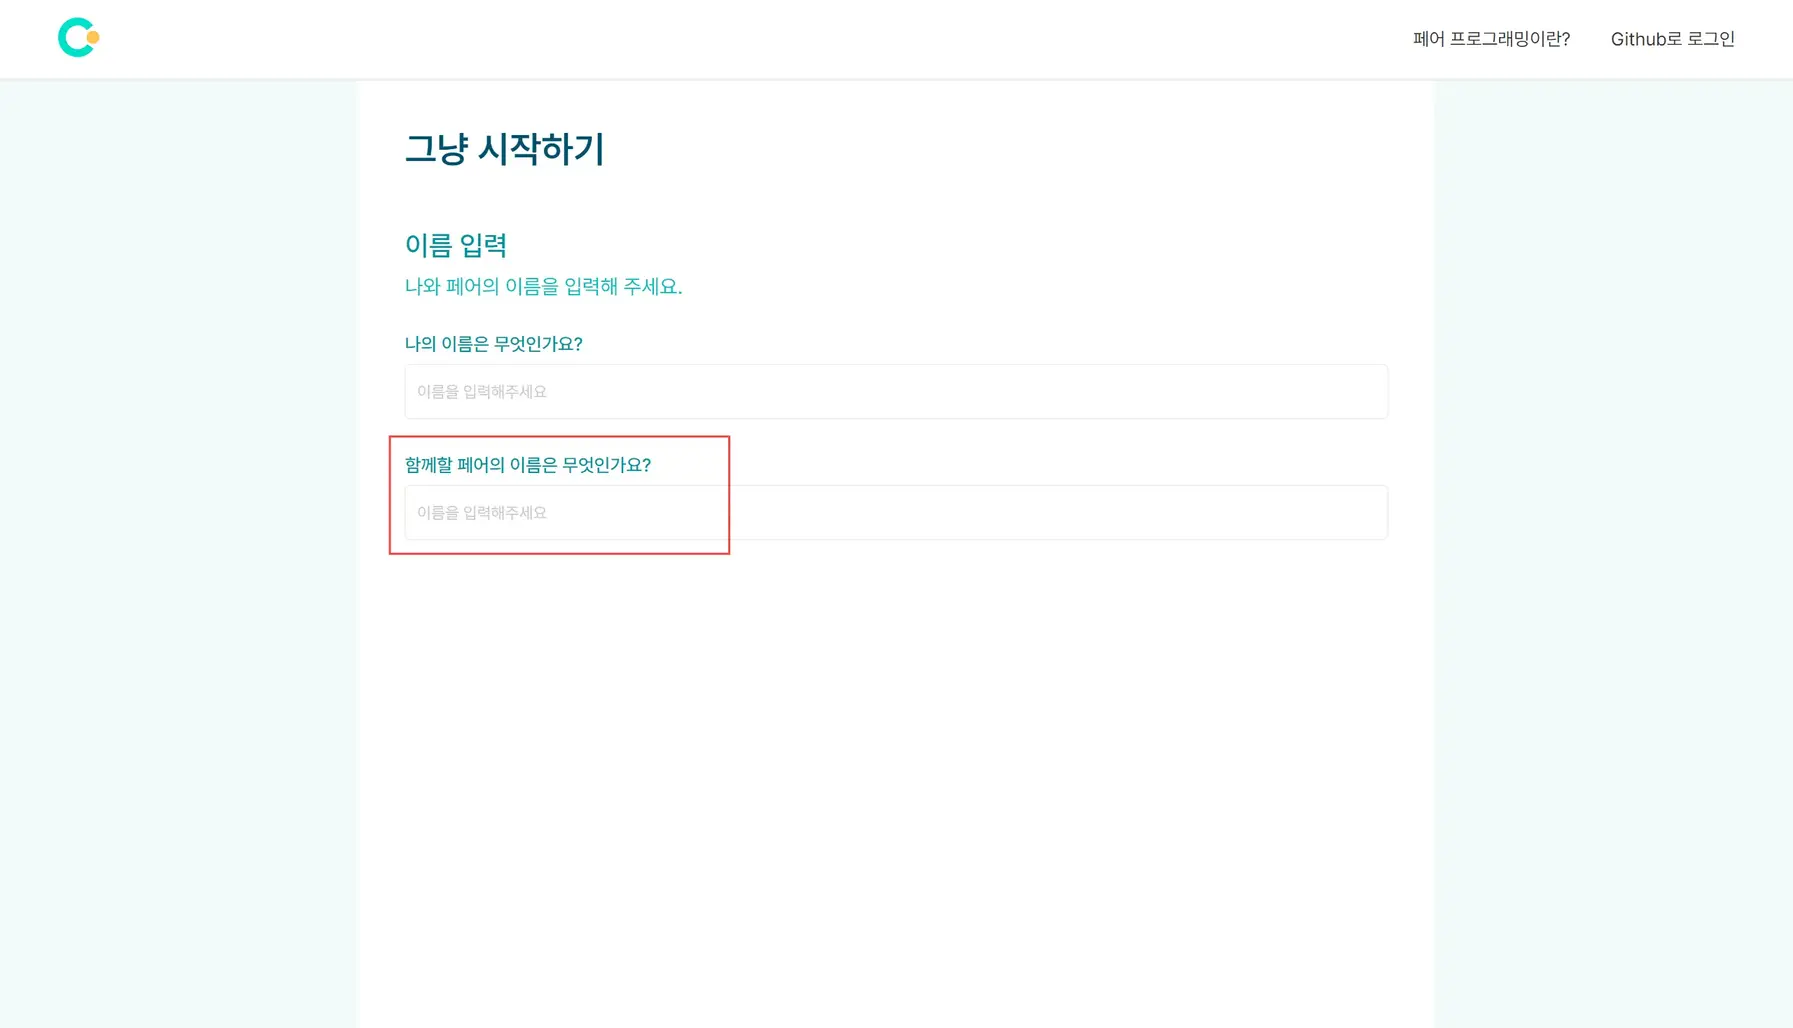 페어 프로그래밍이란? Github로 로그인
그냥 시작하기
이름 입력
나와 페어의 이름을 입력해 주세요.
나의 이름은 무엇인가요?
이름을 입력해주세요
함께할 페어의 이름은 무엇인가요?
이름을 입력해주세요